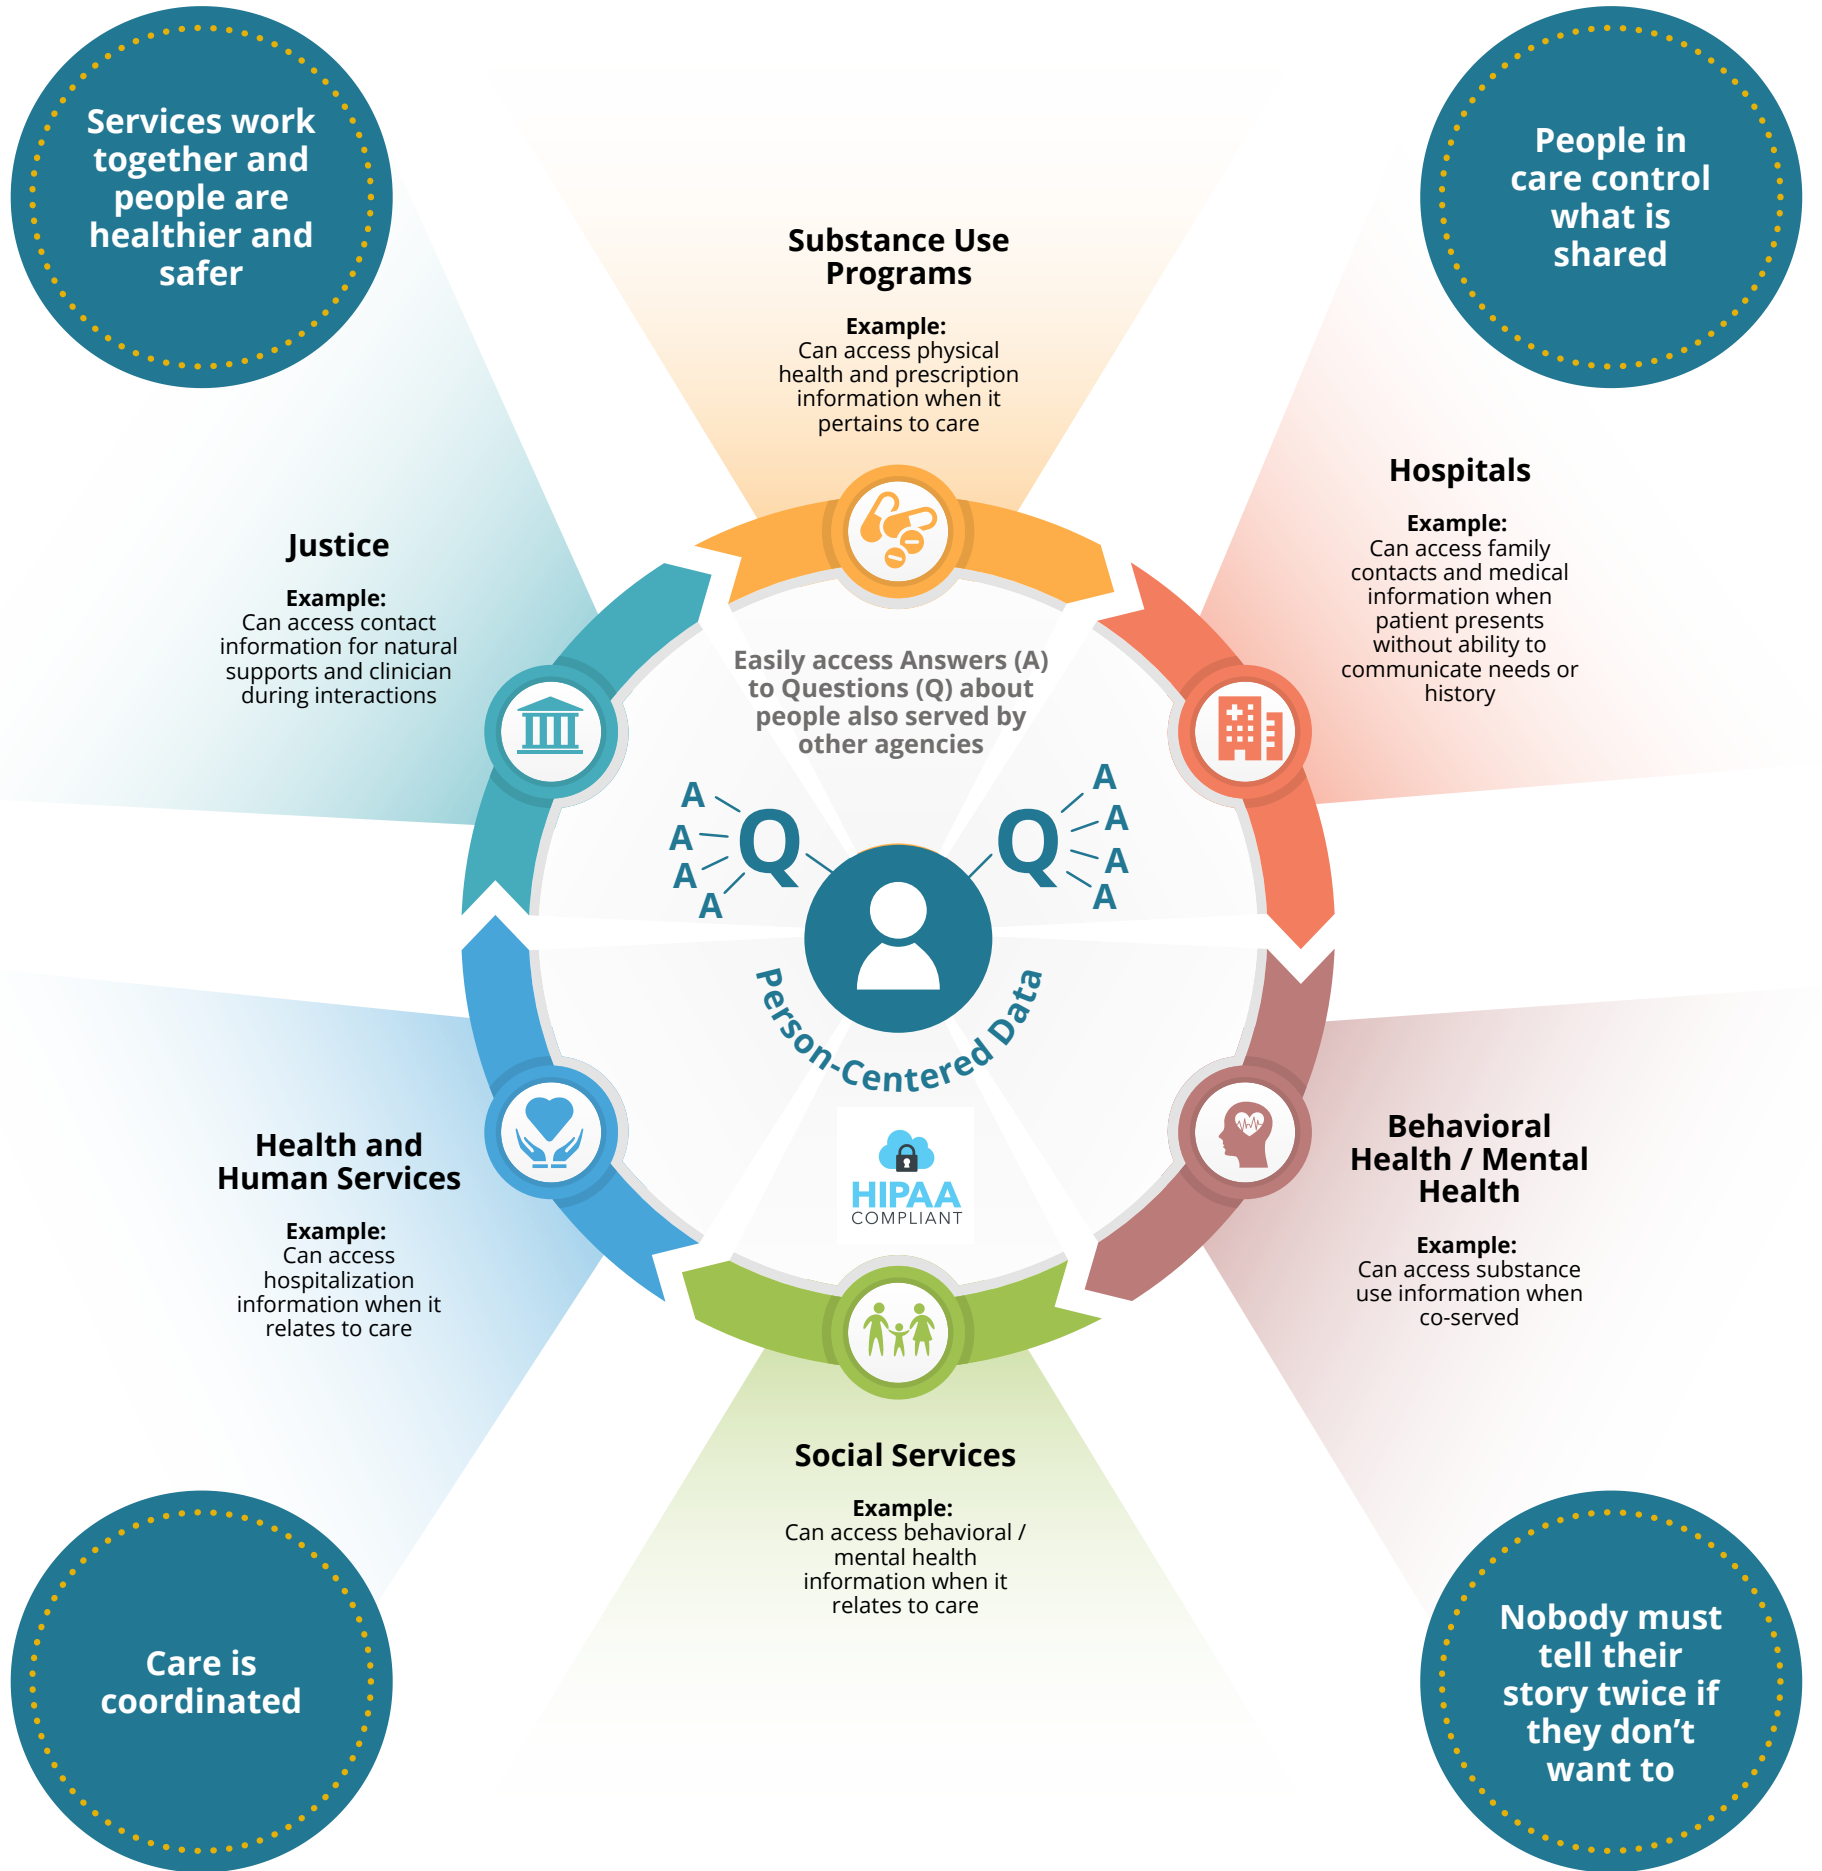 Services work
together and
people are
healthier and
safer
People in
care control
what is
shared
Substance Use
Programs
Example:
Can access physical
health and prescription
information when it
pertains to care
Hospitals
Example:
Can access family
contacts and medical
information when
patient presents
without ability to
communicate needs or
history
Justice
Example:
Can access contact
information for natural
supports and clinician
during interactions
Easily access Answers (A)
to Questions (Q) about
people also served by
other agencies
A
A
A
A
Q
Q
A
A
A
A
Person-Centered Data
HIPAA
COMPLIANT
Health and
Human Services
Example:
Can access
hospitalization
information when it
relates to care
Behavioral
Health / Mental
Health
Example:
Can access substance
use information when
co-served
Social Services
Example:
Can access behavioral /
mental health
information when it
relates to care
Care is
coordinated
Nobody must
tell their
story twice if
they don’t
want to